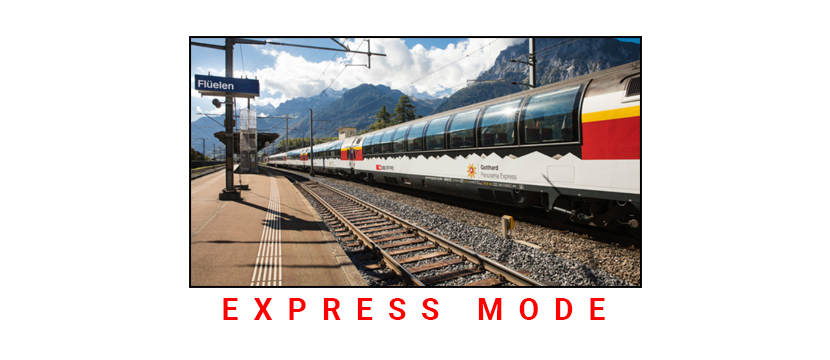 Flüelen
Gotthard
Panorama Express
EXPRESS MODE